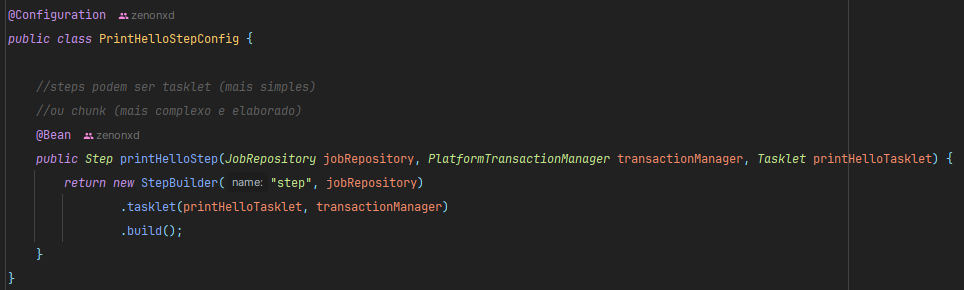 @Configuration zenonxd
public class PrintHelloStepConfig {
//steps podem ser tasklet (mais simples)
//ou chunk (mais complexo e elaborado)
@Bean zenonxd
public Step printHelloStep(JobRepository jobRepository, PlatformTransactionManager transactionManager, Tasklet printHelloTasklet) {
return new StepBuilder( name: "step", jobRepository)
.tasklet(printHelloTasklet, transactionManager)
.build();
}
}